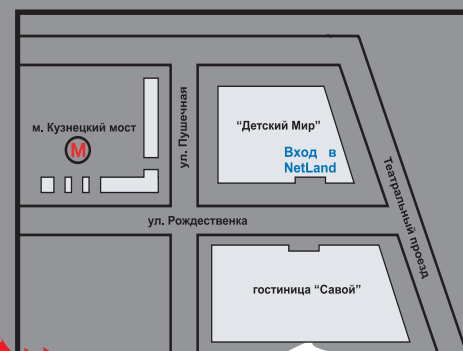 м. Кузнецкий мост
М
ул. Пушечная
“Детский Мир”
Вход в
NetLand
Театральный проезд
ул. Рождественка
гостиница “Савой”